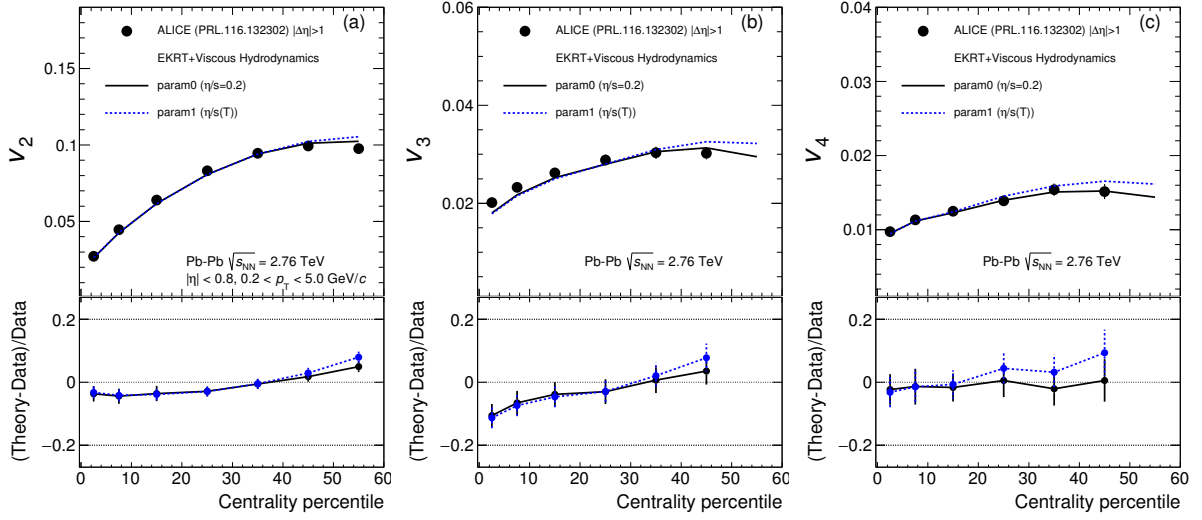 (a)
ALICE (PRL.116.132302) |Δη|>1
EKRT+Viscous Hydrodynamics
param0 (η/s=0.2)
param1 (η/s(T))
v2
0.15
0.1
0.05
Pb-Pb √sNN = 2.76 TeV
|η| < 0.8, 0.2 < pT < 5.0 GeV/c
(Theory-Data)/Data
0.2
0
−0.2
0 10 20 30 40 50 60
Centrality percentile
(b)
ALICE (PRL.116.132302) |Δη|>1
EKRT+Viscous Hydrodynamics
param0 (η/s=0.2)
param1 (η/s(T))
v3
0.06
0.04
0.02
Pb-Pb √sNN = 2.76 TeV
(Theory-Data)/Data
0.2
0
−0.2
0 10 20 30 40 50 60
Centrality percentile
(c)
ALICE (PRL.116.132302) |Δη|>1
EKRT+Viscous Hydrodynamics
param0 (η/s=0.2)
param1 (η/s(T))
v4
0.04
0.03
0.02
0.01
Pb-Pb √sNN = 2.76 TeV
(Theory-Data)/Data
0.2
0
−0.2
0 10 20 30 40 50 60
Centrality percentile